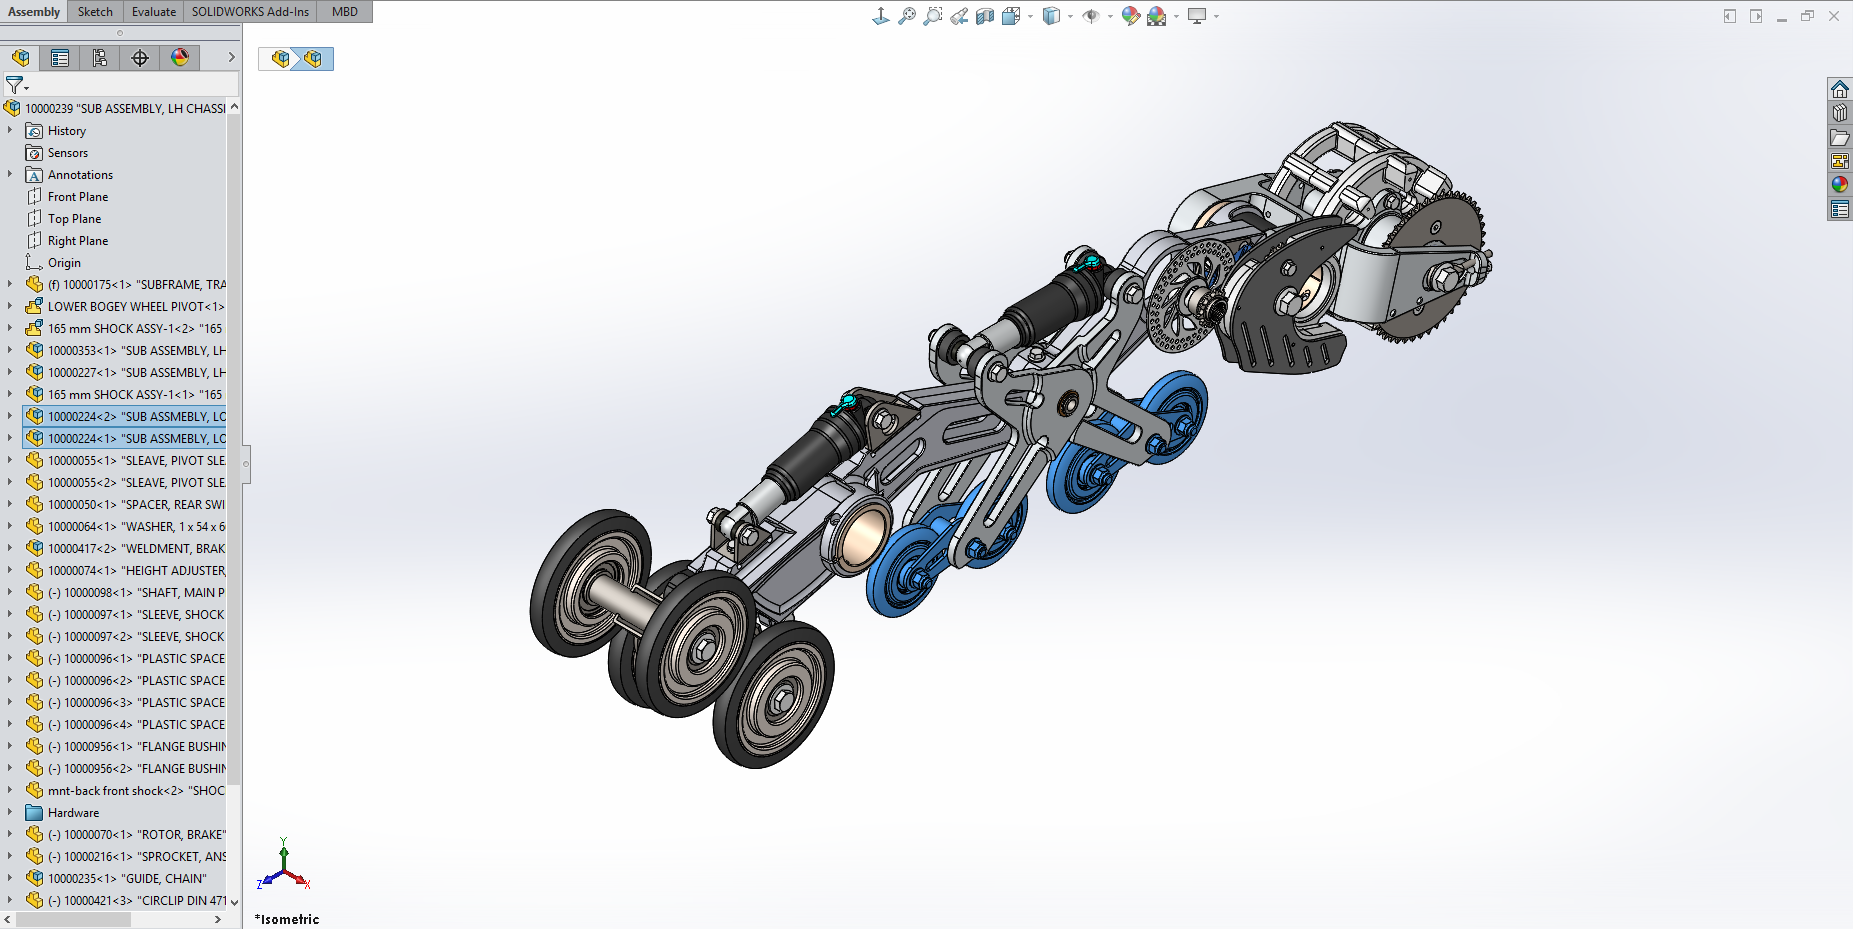 Assembly Sketch Evaluate SOLIDWORKS Add-Ins MBD
10000239 "SUB ASSEMBLY, LH CHASSI
History
Sensors
Annotations
Front Plane
Top Plane
Right Plane
Origin
(f) 10000175<1> "SUBFRAME, TRA
LOWER BOGEY WHEEL PIVOT<1>
165 mm SHOCK ASSY-1<2> "165
10000353<1> "SUB ASSEMBLY, LH
10000227<1> "SUB ASSEMBLY, LH
165 mm SHOCK ASSY-1<1> "165
10000224<2> "SUB ASSMEBLY, LO
10000224<1> "SUB ASSMEBLY, LO
10000055<1> "SLEAVE, PIVOT SLE
10000055<2> "SLEAVE, PIVOT SLE
10000050<1> "SPACER, REAR SWI
10000064<1> "WASHER, 1 x 54 x 6
10000417<2> "WELDMENT, BRAK
10000074<1> "HEIGHT ADJUSTER,
(-) 10000098<1> "SHAFT, MAIN P
(-) 10000097<1> "SLEEVE, SHOCK
(-) 10000097<2> "SLEEVE, SHOCK
(-) 10000096<1> "PLASTIC SPACE
(-) 10000096<2> "PLASTIC SPACE
(-) 10000096<3> "PLASTIC SPACE
(-) 10000096<4> "PLASTIC SPACE
(-) 10000956<1> "FLANGE BUSHIN
(-) 10000956<2> "FLANGE BUSHIN
mnt-back front shock<2> "SHOC
Hardware
(-) 10000070<1> "ROTOR, BRAKE"
(-) 10000216<1> "SPROCKET, ANS
10000235<1> "GUIDE, CHAIN"
(-) 10000421<3> "CIRCLIP DIN 471
Y
Z
X
*Isometric